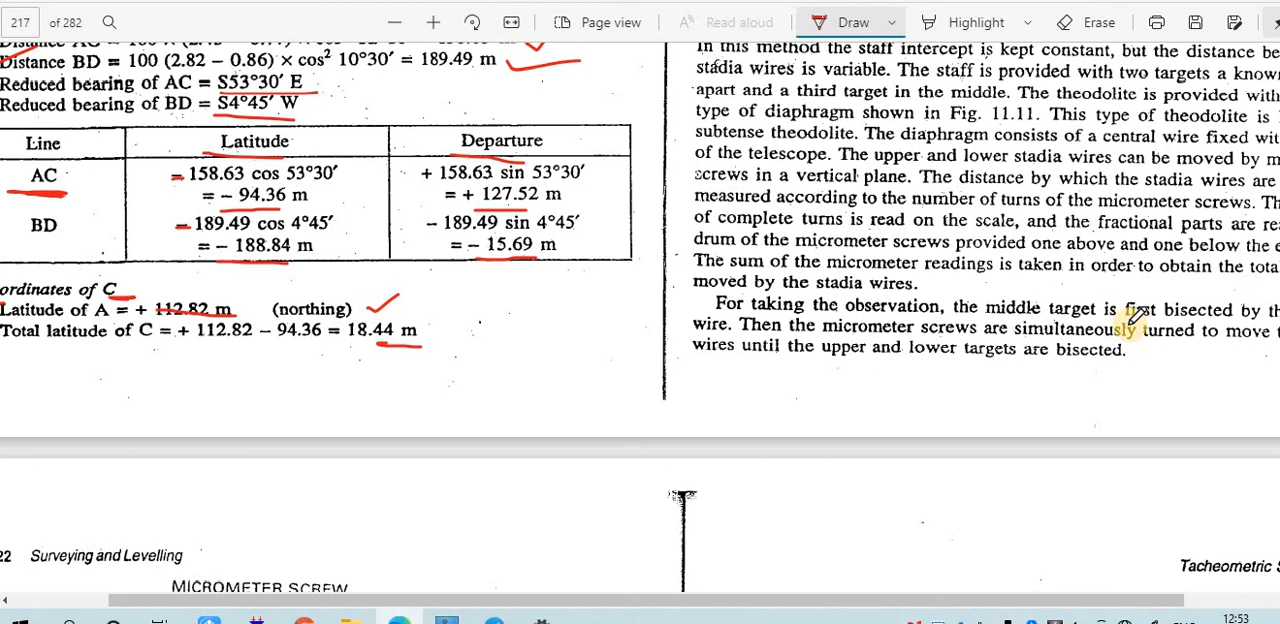 217 of 282
Page view
Read aloud
Draw
Highlight
Erase
Distance BD = 100 (2.82 − 0.86) × cos² 10°30′ = 189.49 m
Reduced bearing of AC = S53°30′ E
Reduced bearing of BD = S4°45′ W
Line Latitude Departure
AC − 158.63 cos 53°30′ + 158.63 sin 53°30′
= − 94.36 m = + 127.52 m
BD − 189.49 cos 4°45′ − 189.49 sin 4°45′
= − 188.84 m = − 15.69 m
ordinates of C
Latitude of A = + 112.82 m (northing)
Total latitude of C = + 112.82 − 94.36 = 18.44 m
In this method the staff intercept is kept constant, but the distance be
stadia wires is variable. The staff is provided with two targets a know
apart and a third target in the middle. The theodolite is provided with
type of diaphragm shown in Fig. 11.11. This type of theodolite is
subtense theodolite. The diaphragm consists of a central wire fixed wit
of the telescope. The upper and lower stadia wires can be moved by m
screws in a vertical plane. The distance by which the stadia wires are
measured according to the number of turns of the micrometer screws. Th
of complete turns is read on the scale, and the fractional parts are re
drum of the micrometer screws provided one above and one below the e
The sum of the micrometer readings is taken in order to obtain the tota
moved by the stadia wires.
For taking the observation, the middle target is first bisected by th
wire. Then the micrometer screws are simultaneously turned to move
wires until the upper and lower targets are bisected.
22 Surveying and Levelling
Tacheometric
MICROMETER SCREW
12:53